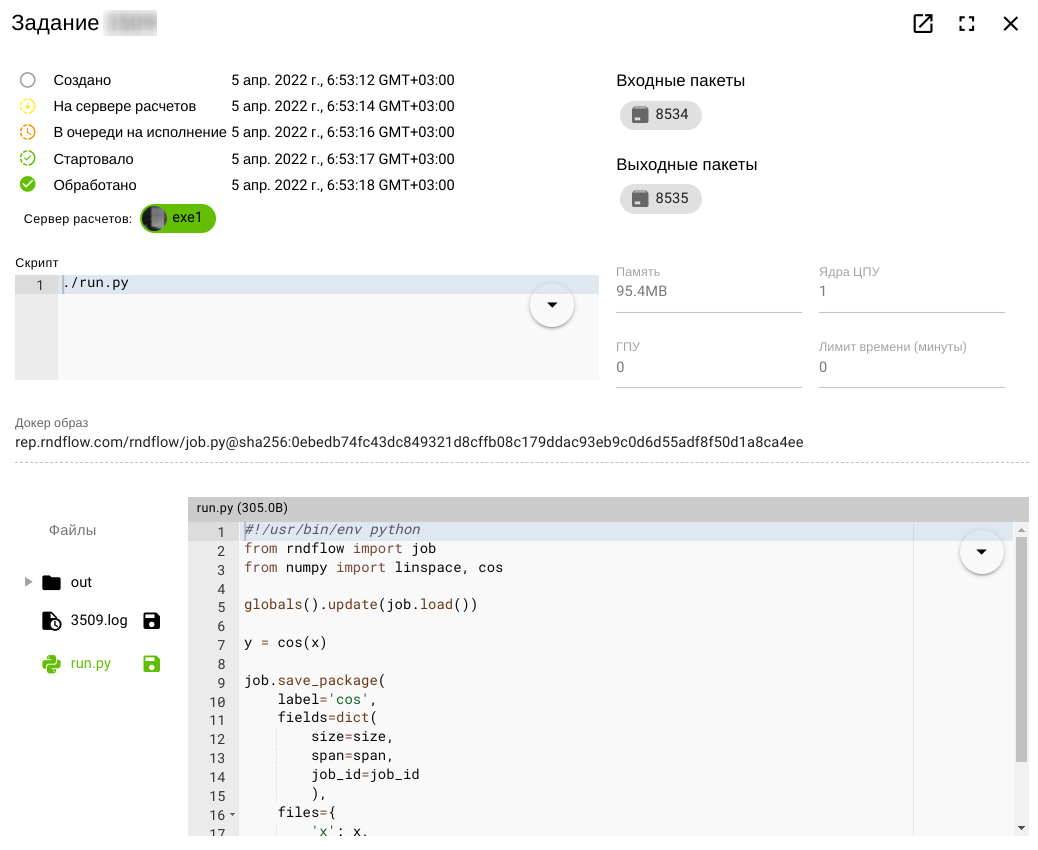 Задание
Создано 5 апр. 2022 г., 6:53:12 GMT+03:00
На сервере расчетов 5 апр. 2022 г., 6:53:14 GMT+03:00
В очереди на исполнение 5 апр. 2022 г., 6:53:16 GMT+03:00
Стартовало 5 апр. 2022 г., 6:53:17 GMT+03:00
Обработано 5 апр. 2022 г., 6:53:18 GMT+03:00
Сервер расчетов: exe1
Входные пакеты
8534
Выходные пакеты
8535
Скрипт
1 ./run.py
Память
95.4MB
Ядра ЦПУ
1
ГПУ
0
Лимит времени (минуты)
0
Докер образ
rep.rndflow.com/rndflow/job.py@sha256:0ebedb74fc43dc849321d8cffb08c179ddac93eb9c0d6d55adf8f50d1a8ca4ee
Файлы
out
3509.log
run.py
run.py (305.0B)
1 #!/usr/bin/env python
2 from rndflow import job
3 from numpy import linspace, cos
4
5 globals().update(job.load())
6
7 y = cos(x)
8
9 job.save_package(
10     label='cos',
11     fields=dict(
12         size=size,
13         span=span,
14         job_id=job_id
15         ),
16     files={
17         'x': x,